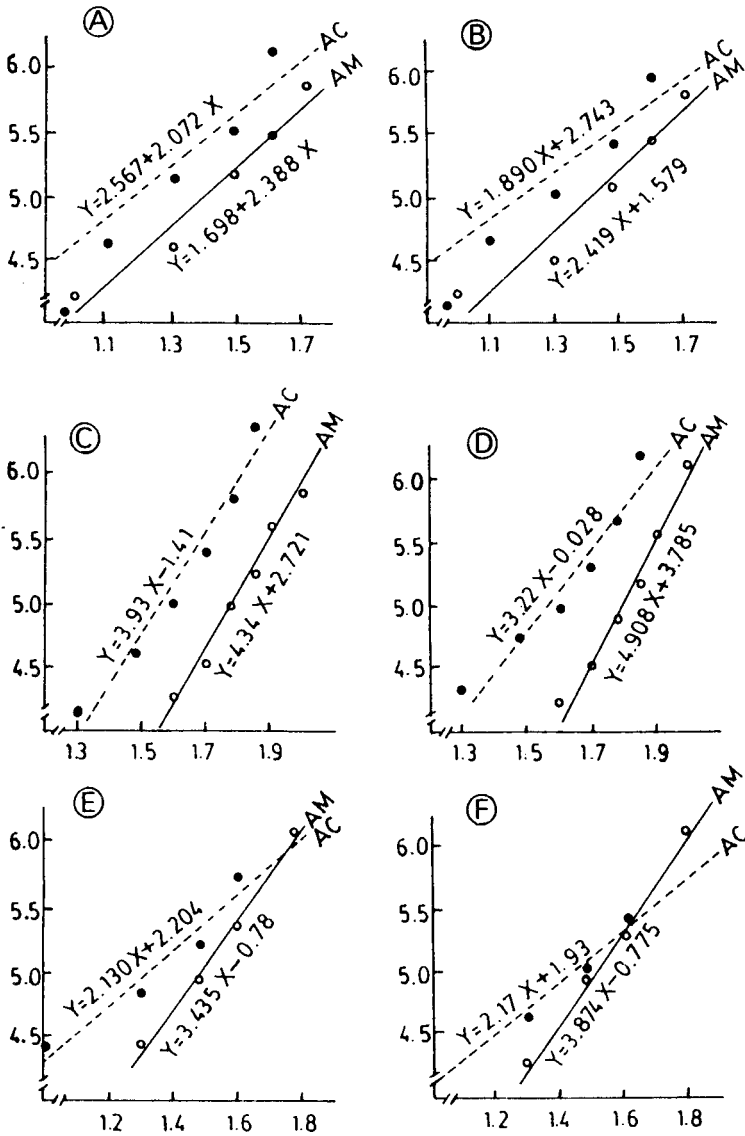 A
6.0
5.5
5.0
4.5
1.1 1.3 1.5 1.7
AC
AM
Y=2.567+2.072 X
Y=1.698+2.388 X
B
6.0
5.5
5.0
4.5
1.1 1.3 1.5 1.7
AC
AM
Y=1.890X+2.743
Y=2.419 X+1.579
C
6.0
5.5
5.0
4.5
1.3 1.5 1.7 1.9
AC
AM
Y=3.93 X-1.41
Y=4.34 X+2.721
D
6.0
5.5
5.0
4.5
1.3 1.5 1.7 1.9
AC
AM
Y=3.22 X-0.028
Y=4.908 X+3.785
E
6.0
5.5
5.0
4.5
1.2 1.4 1.6 1.8
AM
AC
Y=2.130 X+2.204
Y=3.435 X-0.78
F
6.0
5.5
5.0
4.5
1.2 1.4 1.6 1.8
AM
AC
Y=2.17 X+1.93
Y=3.874 X-0.775